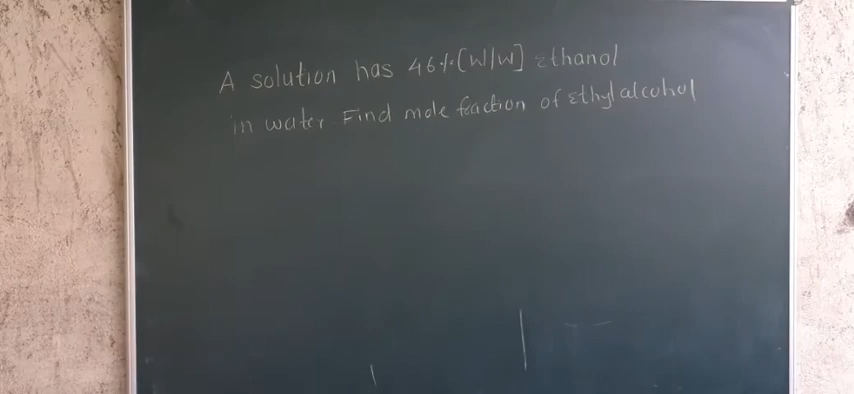 A solution has 46%[W/W] Ethanol
in water Find mole fraction of Ethyl alcohol